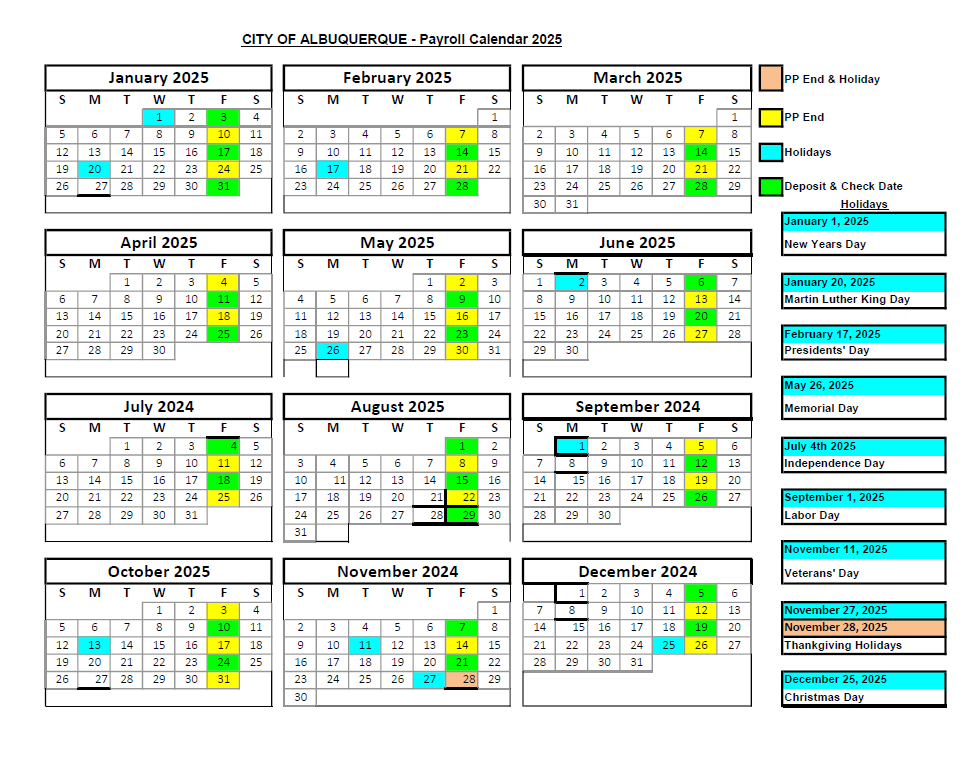 CITY OF ALBUQUERQUE - Payroll Calendar 2025
January 2025
S M T W T F S
1 2 3 4
5 6 7 8 9 10 11
12 13 14 15 16 17 18
19 20 21 22 23 24 25
26 27 28 29 30 31
February 2025
S M T W T F S
1
2 3 4 5 6 7 8
9 10 11 12 13 14 15
16 17 18 19 20 21 22
23 24 25 26 27 28
March 2025
S M T W T F S
1
2 3 4 5 6 7 8
9 10 11 12 13 14 15
16 17 18 19 20 21 22
23 24 25 26 27 28 29
30 31
April 2025
S M T W T F S
1 2 3 4 5
6 7 8 9 10 11 12
13 14 15 16 17 18 19
20 21 22 23 24 25 26
27 28 29 30
May 2025
S M T W T F S
1 2 3
4 5 6 7 8 9 10
11 12 13 14 15 16 17
18 19 20 21 22 23 24
25 26 27 28 29 30 31
June 2025
S M T W T F S
1 2 3 4 5 6 7
8 9 10 11 12 13 14
15 16 17 18 19 20 21
22 23 24 25 26 27 28
29 30
July 2024
S M T W T F S
1 2 3 4 5
6 7 8 9 10 11 12
13 14 15 16 17 18 19
20 21 22 23 24 25 26
27 28 29 30 31
August 2025
S M T W T F S
1 2
3 4 5 6 7 8 9
10 11 12 13 14 15 16
17 18 19 20 21 22 23
24 25 26 27 28 29 30
31
September 2024
S M T W T F S
1 2 3 4 5 6
7 8 9 10 11 12 13
14 15 16 17 18 19 20
21 22 23 24 25 26 27
28 29 30
October 2025
S M T W T F S
1 2 3 4
5 6 7 8 9 10 11
12 13 14 15 16 17 18
19 20 21 22 23 24 25
26 27 28 29 30 31
November 2024
S M T W T F S
1
2 3 4 5 6 7 8
9 10 11 12 13 14 15
16 17 18 19 20 21 22
23 24 25 26 27 28 29
30
December 2024
S M T W T F S
1 2 3 4 5 6
7 8 9 10 11 12 13
14 15 16 17 18 19 20
21 22 23 24 25 26 27
28 29 30 31
PP End & Holiday
PP End
Holidays
Deposit & Check Date
Holidays
January 1, 2025
New Years Day
January 20, 2025
Martin Luther King Day
February 17, 2025
Presidents' Day
May 26, 2025
Memorial Day
July 4th 2025
Independence Day
September 1, 2025
Labor Day
November 11, 2025
Veterans' Day
November 27, 2025
November 28, 2025
Thankgiving Holidays
December 25, 2025
Christmas Day